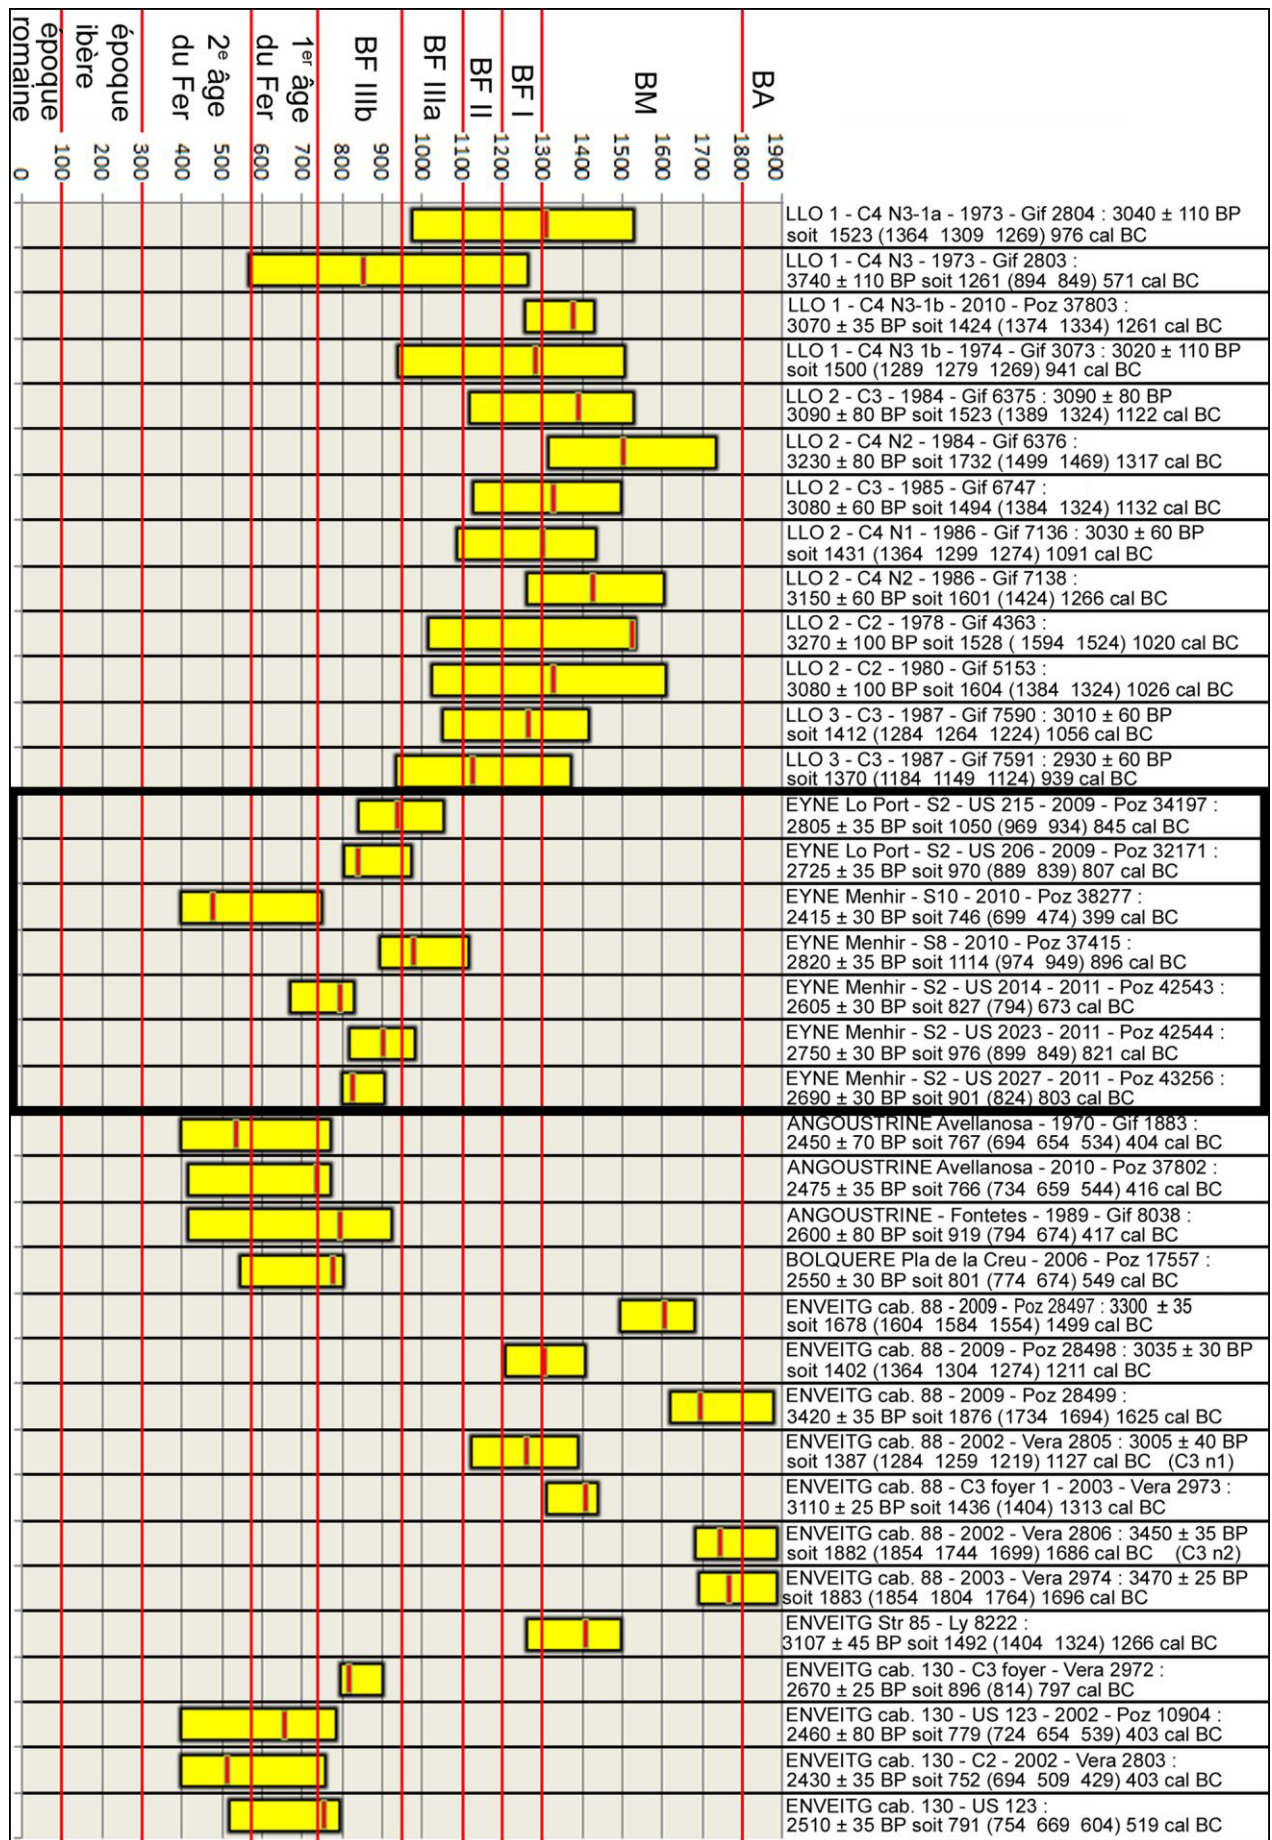 époque
romaine
époque
ibère
2e âge
du Fer
1er âge
du Fer
BF IIIb
BF IIIa
BF II
BF I
BM
BA
0
100
200
300
400
500
600
700
800
900
1000
1100
1200
1300
1400
1500
1600
1700
1800
1900
LLO 1 - C4 N3-1a - 1973 - Gif 2804 : 3040 ± 110 BP
soit 1523 (1364 1309 1269) 976 cal BC
LLO 1 - C4 N3 - 1973 - Gif 2803 :
3740 ± 110 BP soit 1261 (894 849) 571 cal BC
LLO 1 - C4 N3-1b - 2010 - Poz 37803 :
3070 ± 35 BP soit 1424 (1374 1334) 1261 cal BC
LLO 1 - C4 N3 1b - 1974 - Gif 3073 : 3020 ± 110 BP
soit 1500 (1289 1279 1269) 941 cal BC
LLO 2 - C3 - 1984 - Gif 6375 : 3090 ± 80 BP
3090 ± 80 BP soit 1523 (1389 1324) 1122 cal BC
LLO 2 - C4 N2 - 1984 - Gif 6376 :
3230 ± 80 BP soit 1732 (1499 1469) 1317 cal BC
LLO 2 - C3 - 1985 - Gif 6747 :
3080 ± 60 BP soit 1494 (1384 1324) 1132 cal BC
LLO 2 - C4 N1 - 1986 - Gif 7136 : 3030 ± 60 BP
soit 1431 (1364 1299 1274) 1091 cal BC
LLO 2 - C4 N2 - 1986 - Gif 7138 :
3150 ± 60 BP soit 1601 (1424) 1266 cal BC
LLO 2 - C2 - 1978 - Gif 4363 :
3270 ± 100 BP soit 1528 ( 1594 1524) 1020 cal BC
LLO 2 - C2 - 1980 - Gif 5153 :
3080 ± 100 BP soit 1604 (1384 1324) 1026 cal BC
LLO 3 - C3 - 1987 - Gif 7590 : 3010 ± 60 BP
soit 1412 (1284 1264 1224) 1056 cal BC
LLO 3 - C3 - 1987 - Gif 7591 : 2930 ± 60 BP
soit 1370 (1184 1149 1124) 939 cal BC
EYNE Lo Port - S2 - US 215 - 2009 - Poz 34197 :
2805 ± 35 BP soit 1050 (969 934) 845 cal BC
EYNE Lo Port - S2 - US 206 - 2009 - Poz 32171 :
2725 ± 35 BP soit 970 (889 839) 807 cal BC
EYNE Menhir - S10 - 2010 - Poz 38277 :
2415 ± 30 BP soit 746 (699 474) 399 cal BC
EYNE Menhir - S8 - 2010 - Poz 37415 :
2820 ± 35 BP soit 1114 (974 949) 896 cal BC
EYNE Menhir - S2 - US 2014 - 2011 - Poz 42543 :
2605 ± 30 BP soit 827 (794) 673 cal BC
EYNE Menhir - S2 - US 2023 - 2011 - Poz 42544 :
2750 ± 30 BP soit 976 (899 849) 821 cal BC
EYNE Menhir - S2 - US 2027 - 2011 - Poz 43256 :
2690 ± 30 BP soit 901 (824) 803 cal BC
ANGOUSTRINE Avellanosa - 1970 - Gif 1883 :
2450 ± 70 BP soit 767 (694 654 534) 404 cal BC
ANGOUSTRINE Avellanosa - 2010 - Poz 37802 :
2475 ± 35 BP soit 766 (734 659 544) 416 cal BC
ANGOUSTRINE - Fontetes - 1989 - Gif 8038 :
2600 ± 80 BP soit 919 (794 674) 417 cal BC
BOLQUERE Pla de la Creu - 2006 - Poz 17557 :
2550 ± 30 BP soit 801 (774 674) 549 cal BC
ENVEITG cab. 88 - 2009 - Poz 28497 : 3300 ± 35
soit 1678 (1604 1584 1554) 1499 cal BC
ENVEITG cab. 88 - 2009 - Poz 28498 : 3035 ± 30 BP
soit 1402 (1364 1304 1274) 1211 cal BC
ENVEITG cab. 88 - 2009 - Poz 28499 :
3420 ± 35 BP soit 1876 (1734 1694) 1625 cal BC
ENVEITG cab. 88 - 2002 - Vera 2805 : 3005 ± 40 BP
soit 1387 (1284 1259 1219) 1127 cal BC (C3 n1)
ENVEITG cab. 88 - C3 foyer 1 - 2003 - Vera 2973 :
3110 ± 25 BP soit 1436 (1404) 1313 cal BC
ENVEITG cab. 88 - 2002 - Vera 2806 : 3450 ± 35 BP
soit 1882 (1854 1744 1699) 1686 cal BC (C3 n2)
ENVEITG cab. 88 - 2003 - Vera 2974 : 3470 ± 25 BP
soit 1883 (1854 1804 1764) 1696 cal BC
ENVEITG Str 85 - Ly 8222 :
3107 ± 45 BP soit 1492 (1404 1324) 1266 cal BC
ENVEITG cab. 130 - C3 foyer - Vera 2972 :
2670 ± 25 BP soit 896 (814) 797 cal BC
ENVEITG cab. 130 - US 123 - 2002 - Poz 10904 :
2460 ± 80 BP soit 779 (724 654 539) 403 cal BC
ENVEITG cab. 130 - C2 - 2002 - Vera 2803 :
2430 ± 35 BP soit 752 (694 509 429) 403 cal BC
ENVEITG cab. 130 - US 123 :
2510 ± 35 BP soit 791 (754 669 604) 519 cal BC